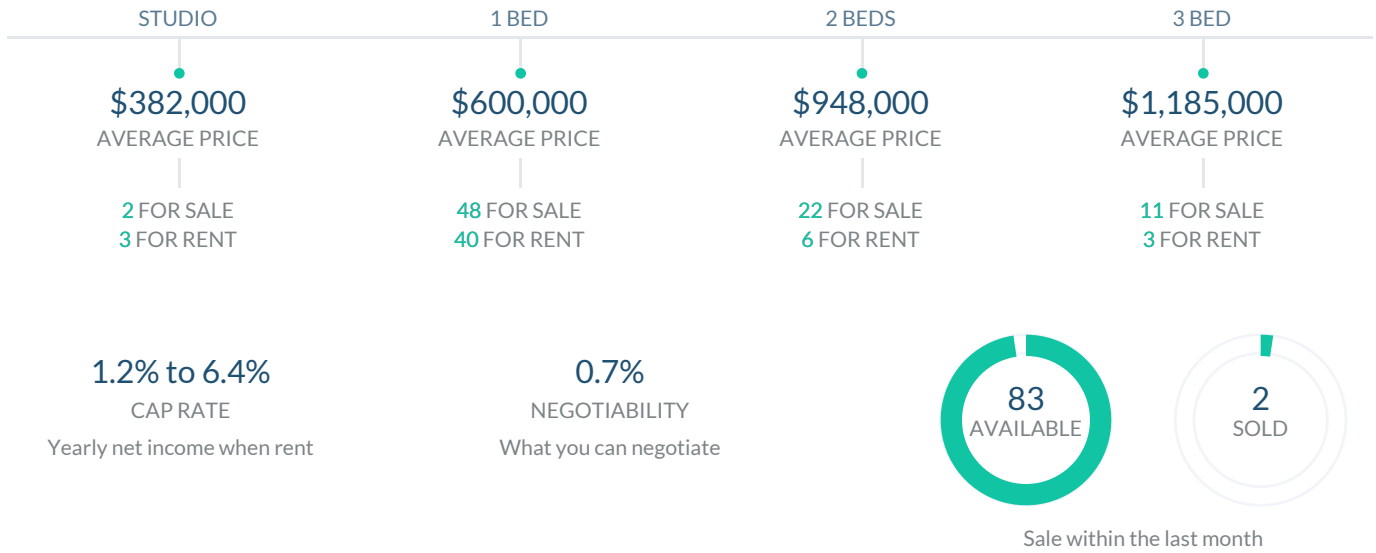 STUDIO
1 BED
2 BEDS
3 BED
$382,000
$600,000
$948,000
$1,185,000
AVERAGE PRICE
AVERAGE PRICE
AVERAGE PRICE
AVERAGE PRICE
2 FOR SALE
48 FOR SALE
22 FOR SALE
11 FOR SALE
3 FOR RENT
40 FOR RENT
6 FOR RENT
3 FOR RENT
1.2% to 6.4%
CAP RATE
Yearly net income when rent
0.7%
NEGOTIABILITY
What you can negotiate
83
AVAILABLE
2
SOLD
Sale within the last month